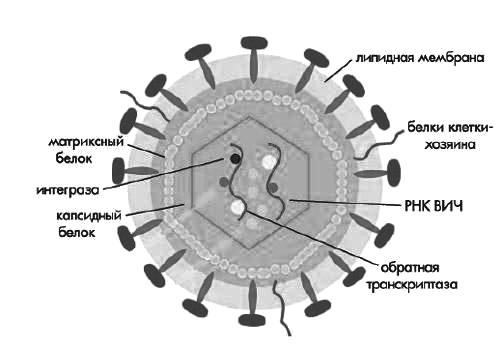 липидная мембрана
белки клетки-
хозяина
матриксный
белок
интеграза
капсидный
белок
РНК ВИЧ
обратная
транскриптаза